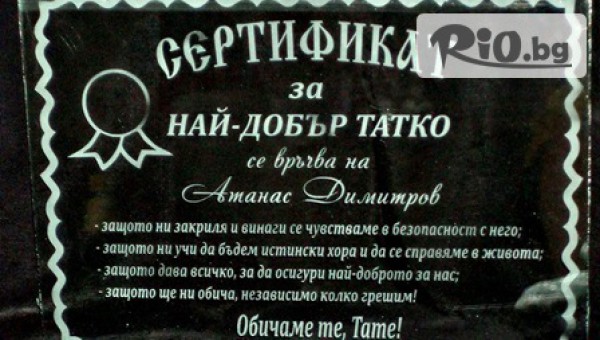 СЕРТИФИКАТ
RiO.bg
за
НАЙ-ДОБЪР ТАТКО
се връчва на
Атанас Димитров
- защото ни закриля и винаги се чувстваме в безопасност с него;
- защото ни учи да бъдем истински хора и да се справяме в живота;
- защото дава всичко, за да осигури най-доброто за нас;
- защото ще ни обича, независимо колко грешим!
Обичаме те, Тате!